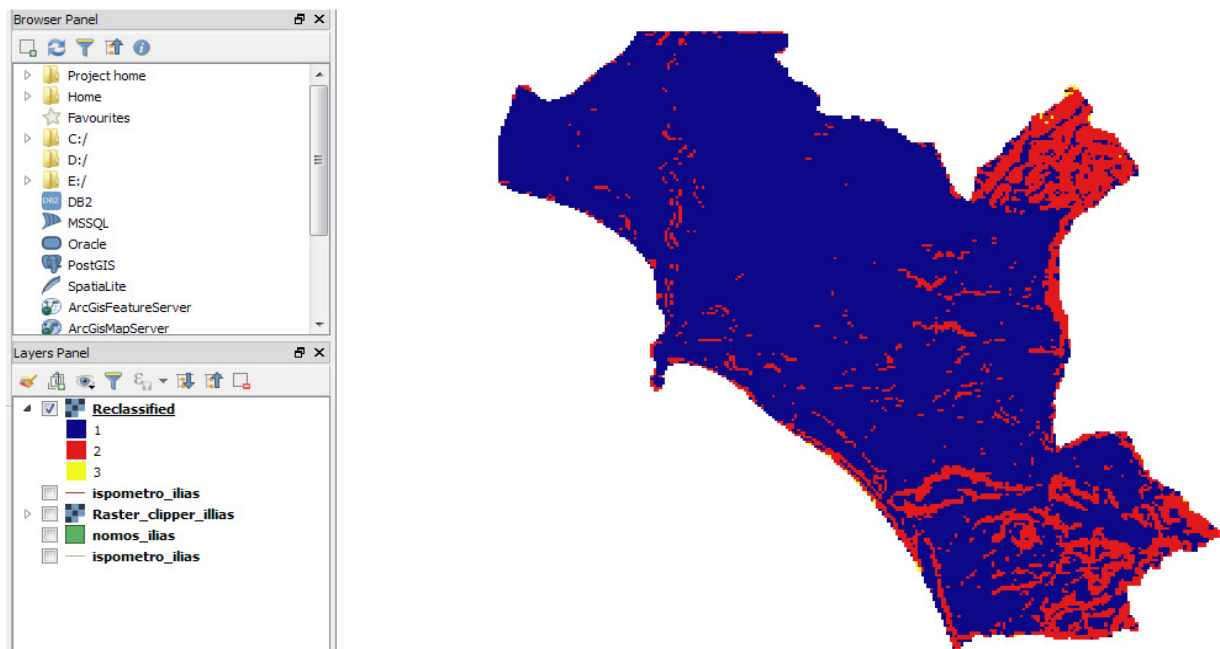 Browser Panel
Project home
Home
Favourites
C:/
D:/
E:/
DB2
DB2
MSSQL
Oracle
PostGIS
SpatiaLite
ArcGisFeatureServer
ArcGisMapServer
Layers Panel
Reclassified
1
2
3
ispometro_ilias
Raster_clipper_illias
nomos_ilias
ispometro_ilias